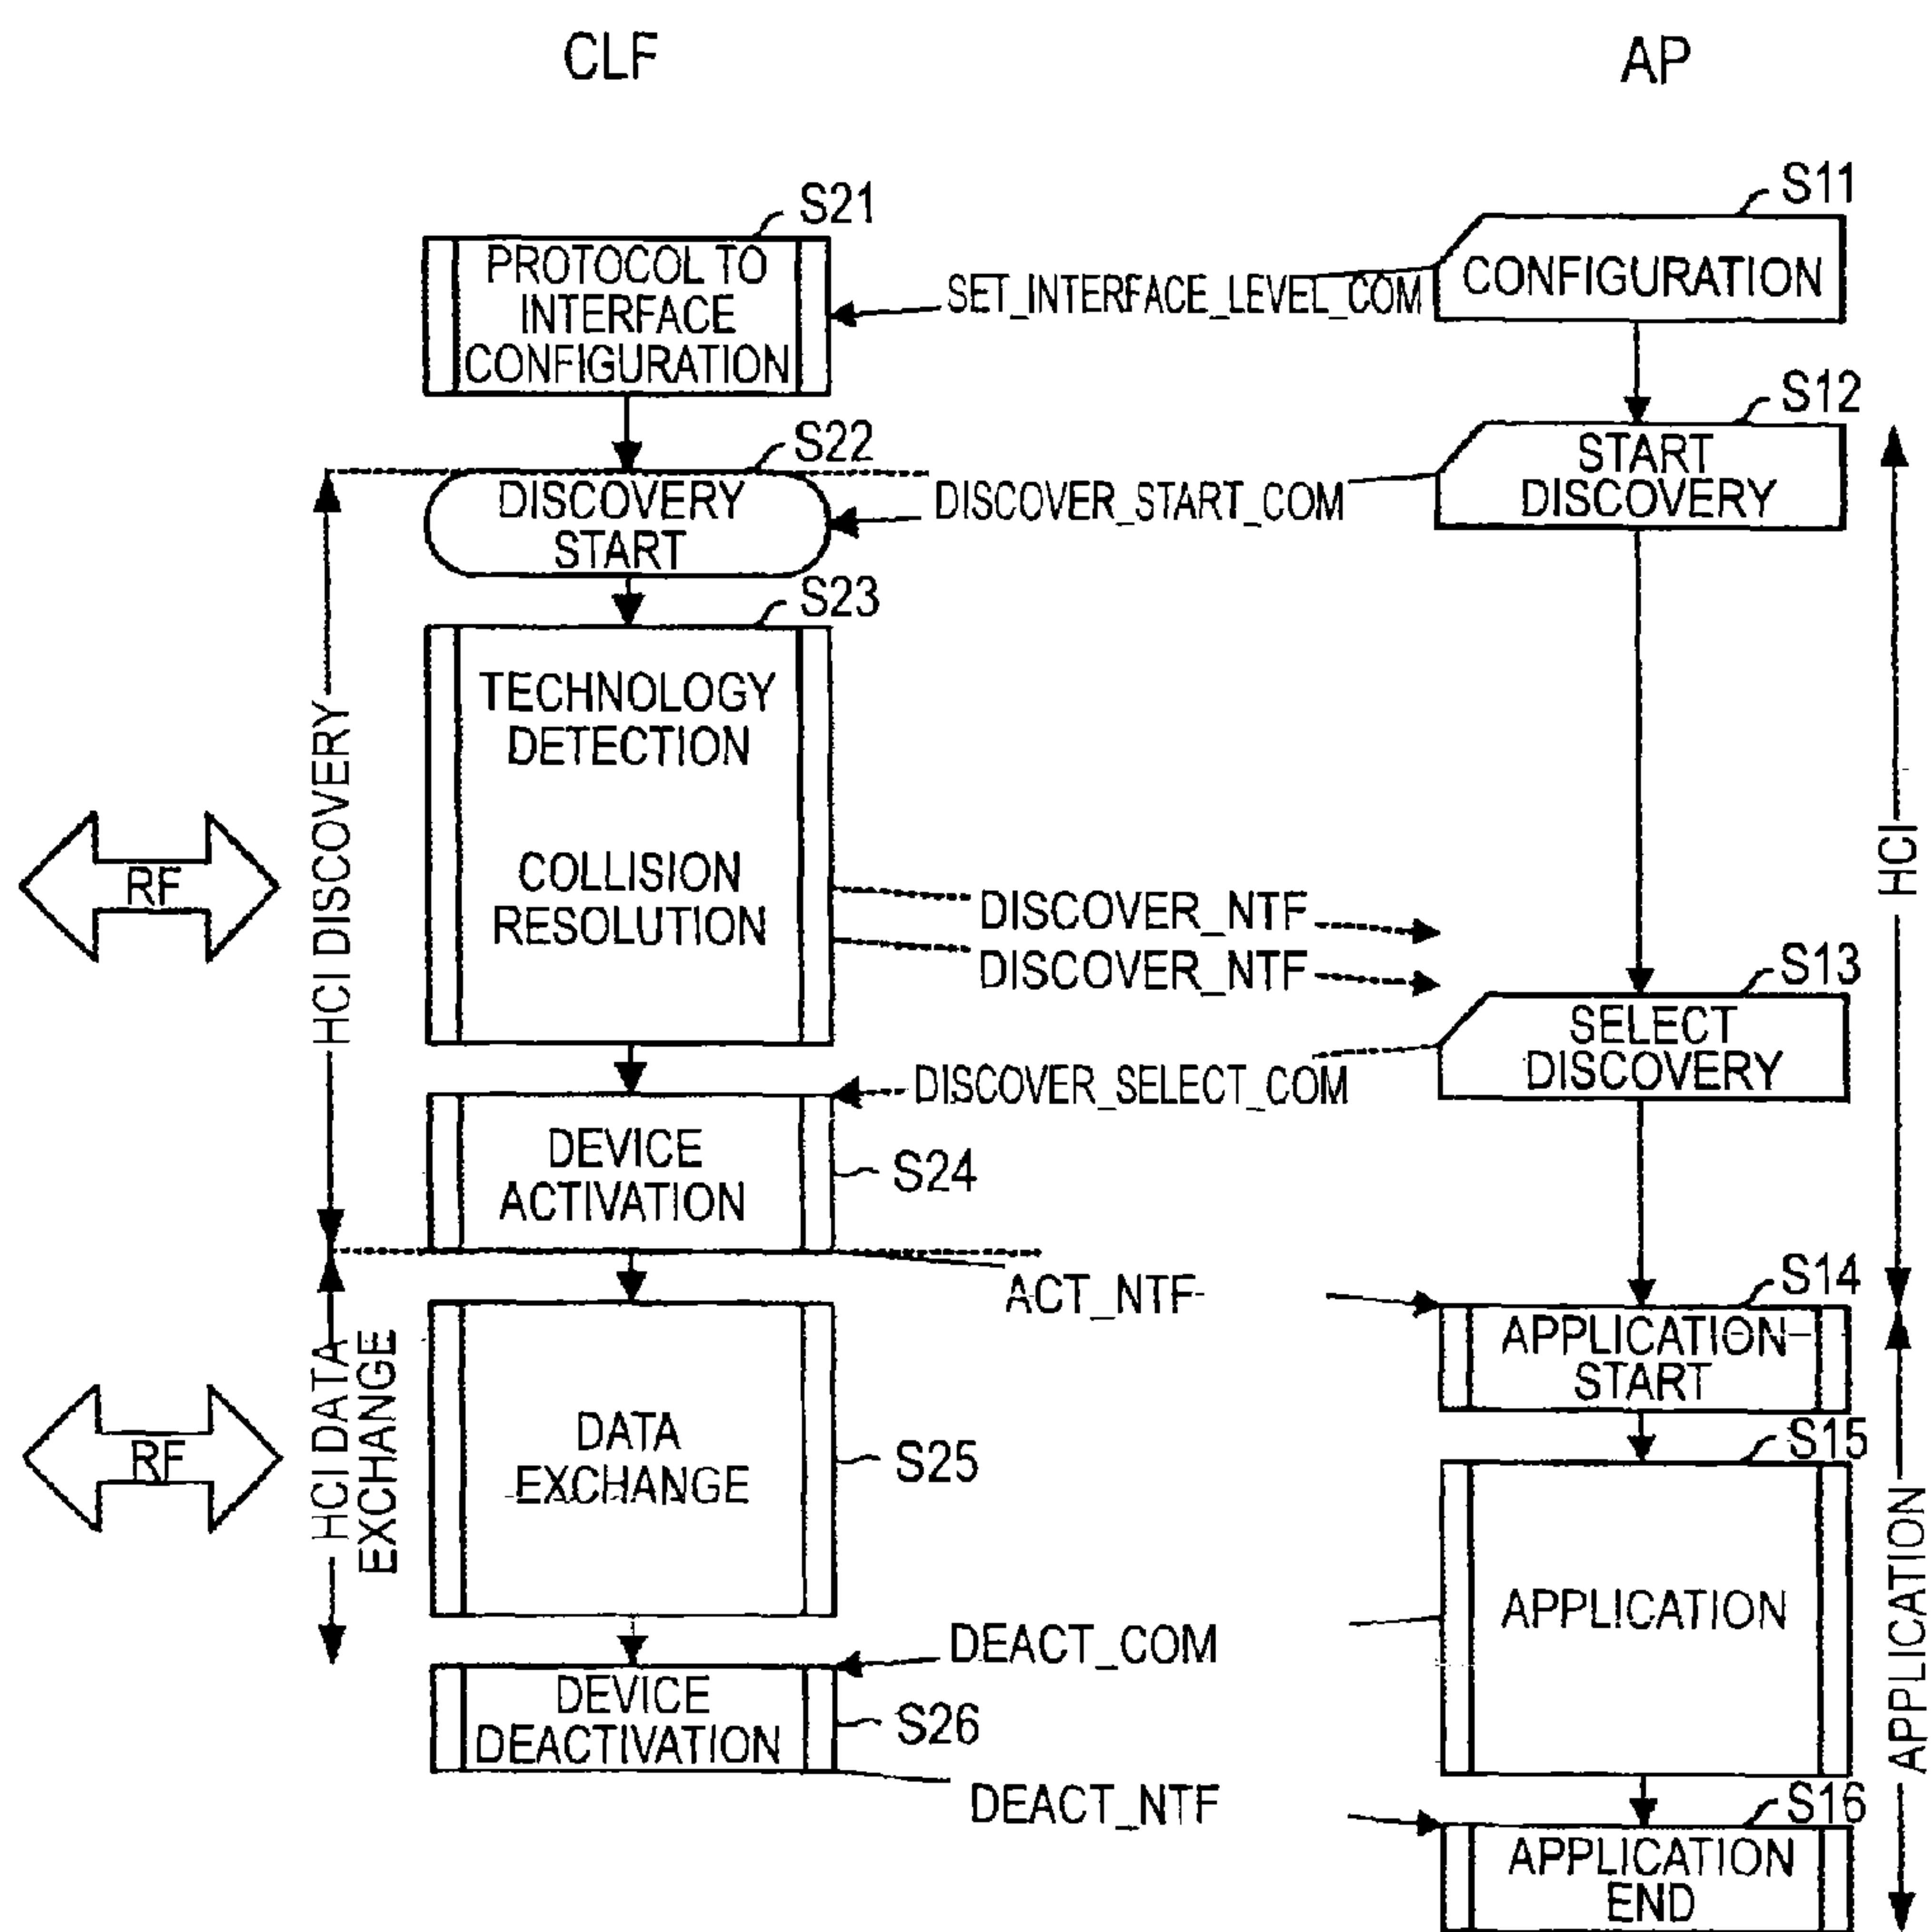 CLF
AP
S21
S11
PROTOCOL TO
INTERFACE
CONFIGURATION
SET_INTERFACE_LEVEL_COM
CONFIGURATION
S12
S22
DISCOVERY
START
DISCOVER_START_COM
START
DISCOVERY
S23
TECHNOLOGY
DETECTION
COLLISION
RESOLUTION
RF
HCI DISCOVERY
HCI
DISCOVER_NTF
DISCOVER_NTF
S13
SELECT
DISCOVERY
DISCOVER_SELECT_COM
DEVICE
ACTIVATION
S24
ACT_NTF
S14
APPLICATION
START
S15
RF
HCI DATA
EXCHANGE
DATA
EXCHANGE
S25
APPLICATION
APPLICATION
DEACT_COM
DEVICE
DEACTIVATION
S26
DEACT_NTF
S16
APPLICATION
END